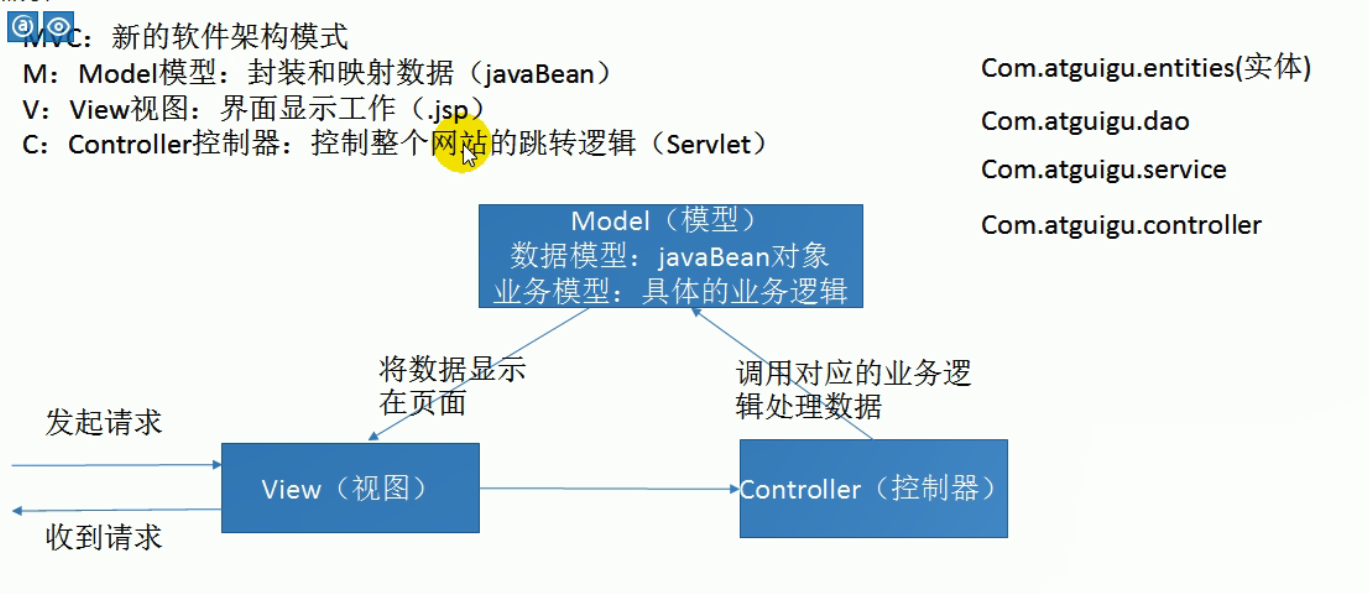 MVC：新的软件架构模式
M：Model模型：封装和映射数据（javaBean）
V：View视图：界面显示工作（.jsp）
C：Controller控制器：控制整个网站的跳转逻辑（Servlet）
Com.atguigu.entities(实体)
Com.atguigu.dao
Com.atguigu.service
Com.atguigu.controller
Model（模型）
数据模型：javaBean对象
业务模型：具体的业务逻辑
将数据显示
在页面
调用对应的业务逻
辑处理数据
发起请求
View（视图）
Controller（控制器）
收到请求